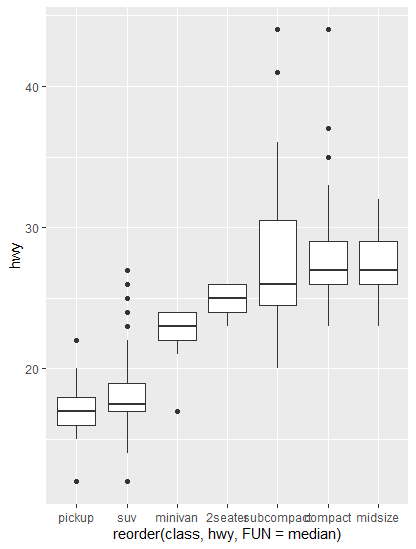 40
30
20
hwy
pickup suv minivan 2seater subcompact compact midsize
reorder(class, hwy, FUN = median)